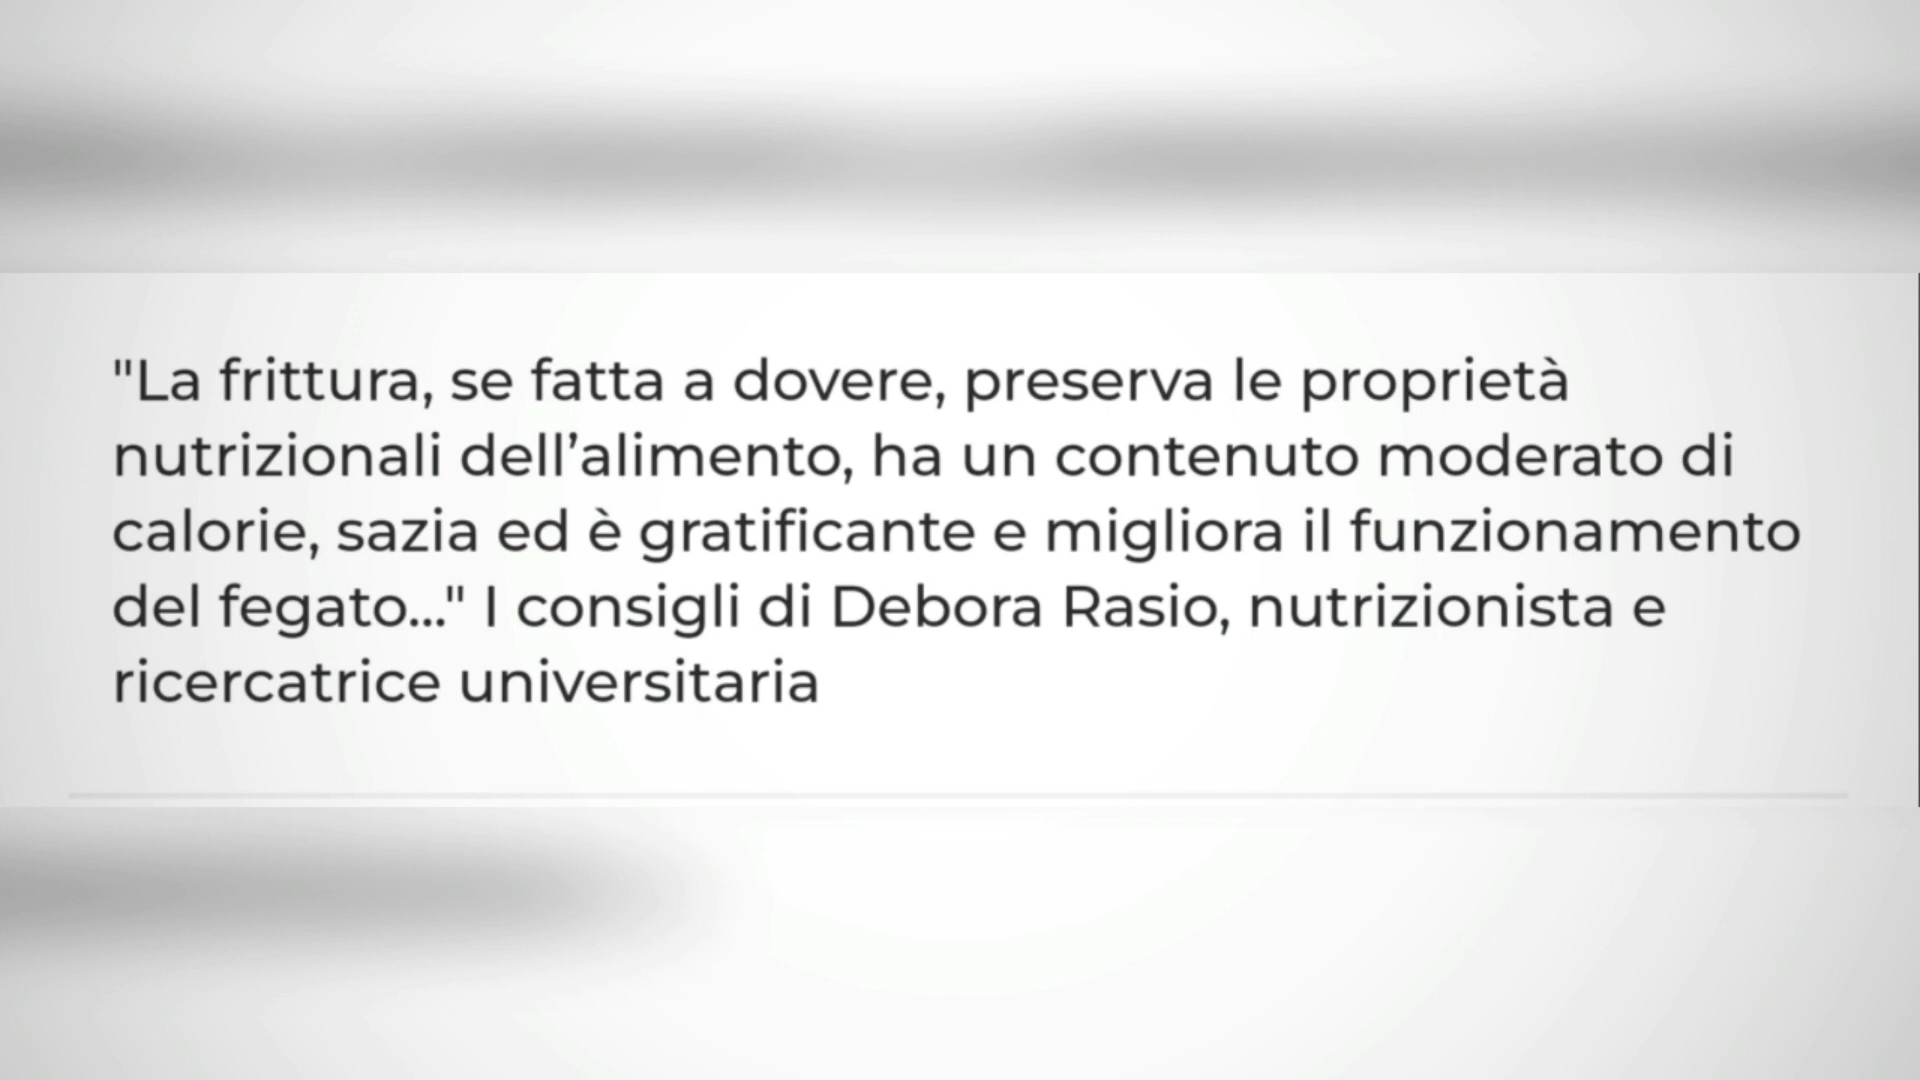 "La frittura, se fatta a dovere, preserva le proprietà
nutrizionali dell’alimento, ha un contenuto moderato di
calorie, sazia ed è gratificante e migliora il funzionamento
del fegato..." I consigli di Debora Rasio, nutrizionista e
ricercatrice universitaria